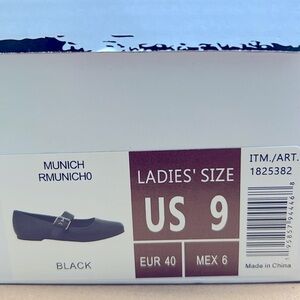 MUNICH
RMUNICH0
BLACK
LADIES' SIZE
US 9
EUR 40
MEX 6
ITM./ART.
1825382
Made in China